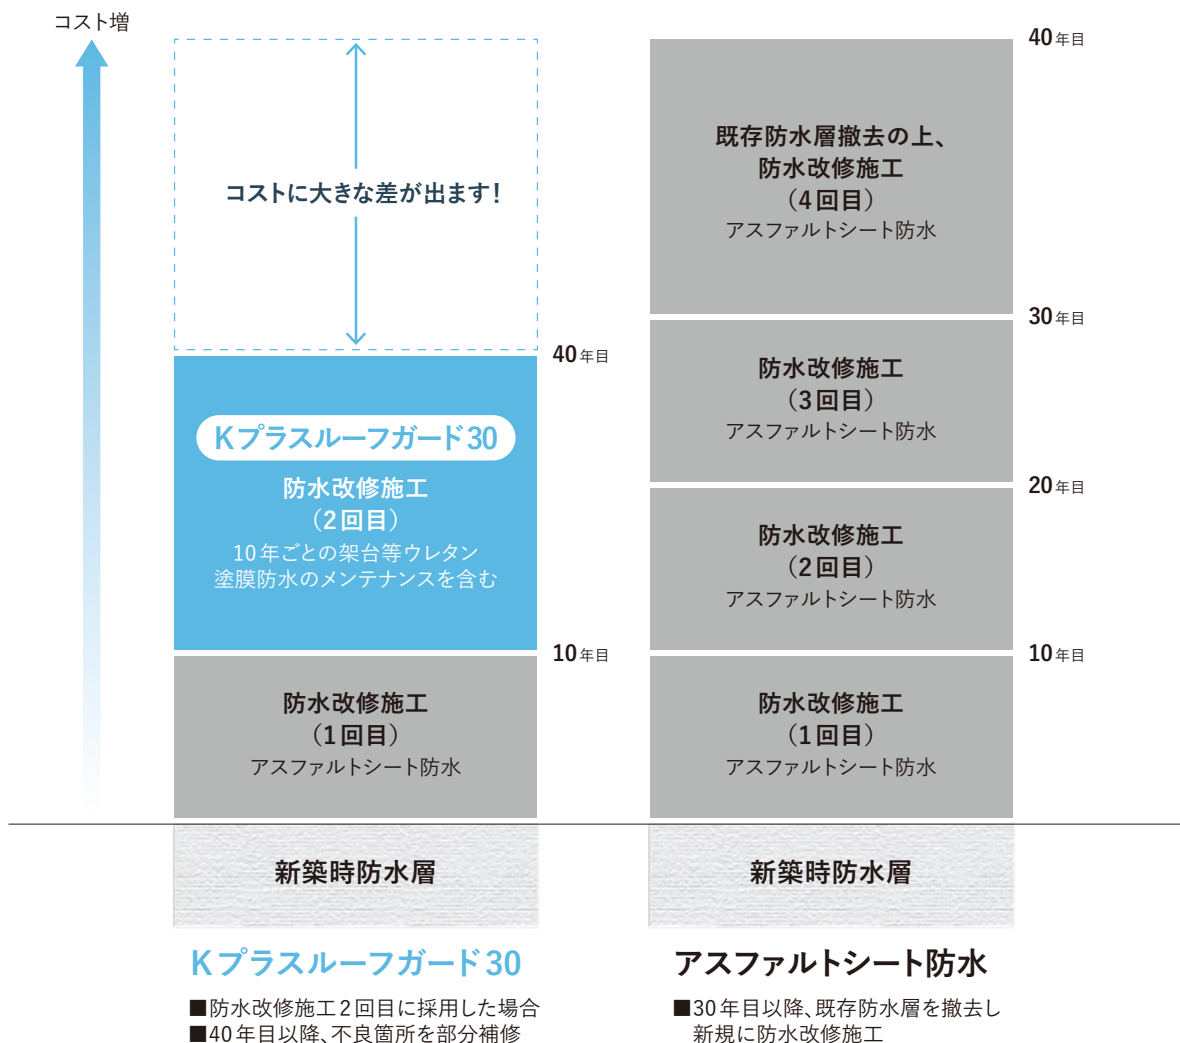 コスト増
コストに大きな差が出ます！
40年目
Kプラスルーフガード30
防水改修施工
（2回目）
10年ごとの架台等ウレタン
塗膜防水のメンテナンスを含む
10年目
防水改修施工
（1回目）
アスファルトシート防水
新築時防水層
Kプラスルーフガード30
■防水改修施工2回目に採用した場合
■40年目以降、不良箇所を部分補修
40年目
既存防水層撤去の上、
防水改修施工
（4回目）
アスファルトシート防水
30年目
防水改修施工
（3回目）
アスファルトシート防水
20年目
防水改修施工
（2回目）
アスファルトシート防水
10年目
防水改修施工
（1回目）
アスファルトシート防水
新築時防水層
アスファルトシート防水
■30年目以降、既存防水層を撤去し
新規に防水改修施工